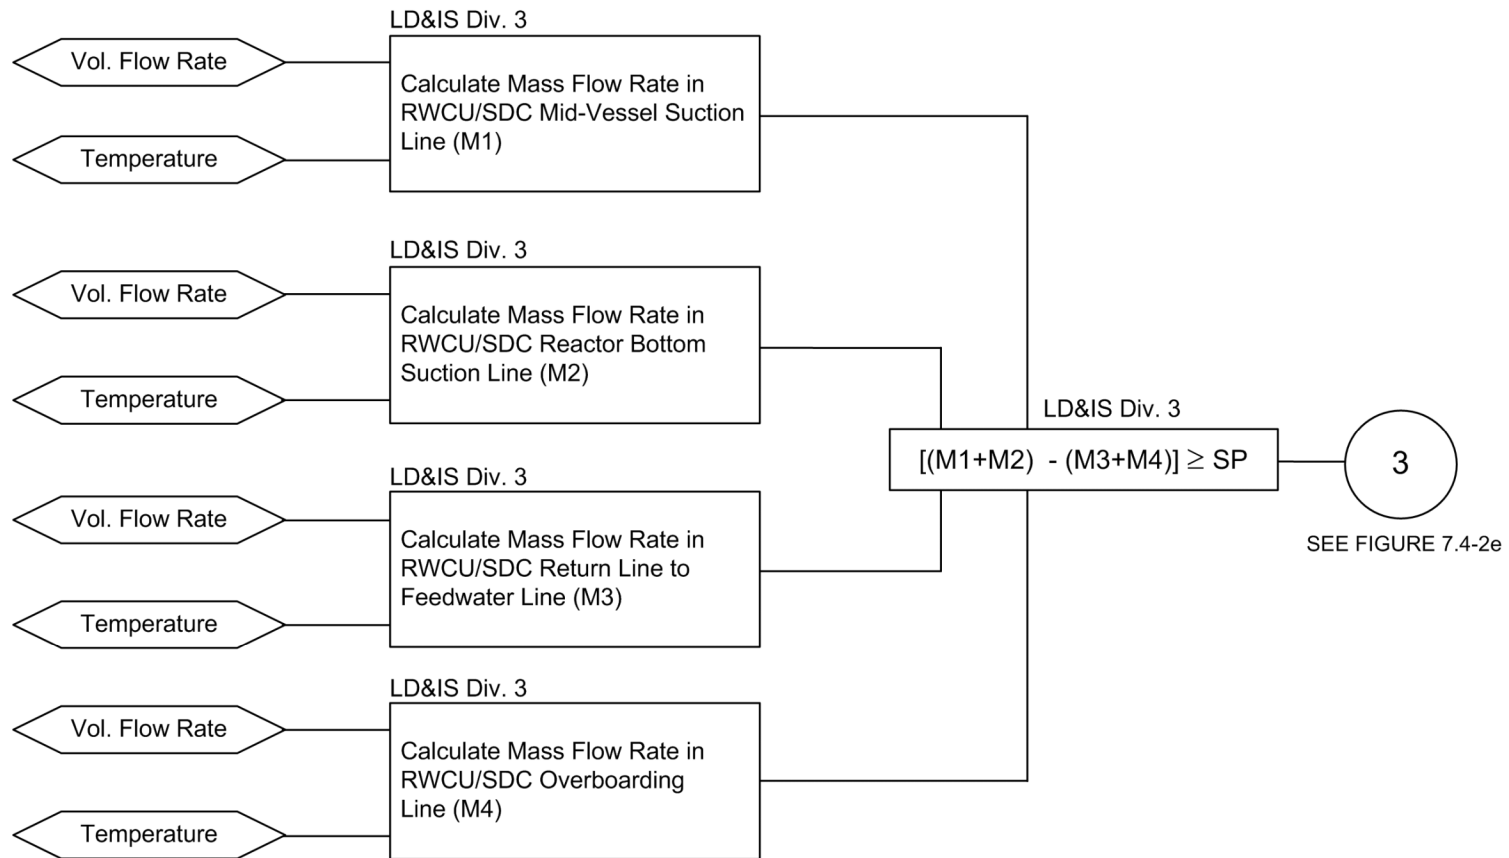 LD&IS Div. 3
Vol. Flow Rate
Temperature
Calculate Mass Flow Rate in
RWCU/SDC Mid-Vessel Suction
Line (M1)
LD&IS Div. 3
Vol. Flow Rate
Temperature
Calculate Mass Flow Rate in
RWCU/SDC Reactor Bottom
Suction Line (M2)
LD&IS Div. 3
Vol. Flow Rate
Temperature
Calculate Mass Flow Rate in
RWCU/SDC Return Line to
Feedwater Line (M3)
LD&IS Div. 3
Vol. Flow Rate
Temperature
Calculate Mass Flow Rate in
RWCU/SDC Overboarding
Line (M4)
LD&IS Div. 3
[(M1+M2) - (M3+M4)] ≥ SP
3
SEE FIGURE 7.4-2e